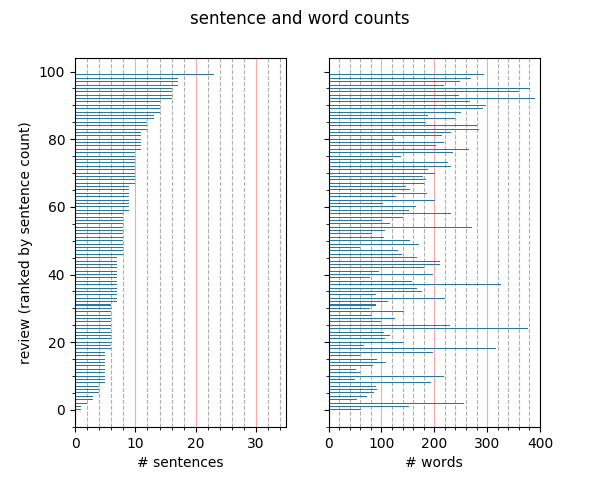 sentence and word counts
review (ranked by sentence count)
100
80
60
40
20
0
0 10 20 30
# sentences
0 100 200 300 400
# words